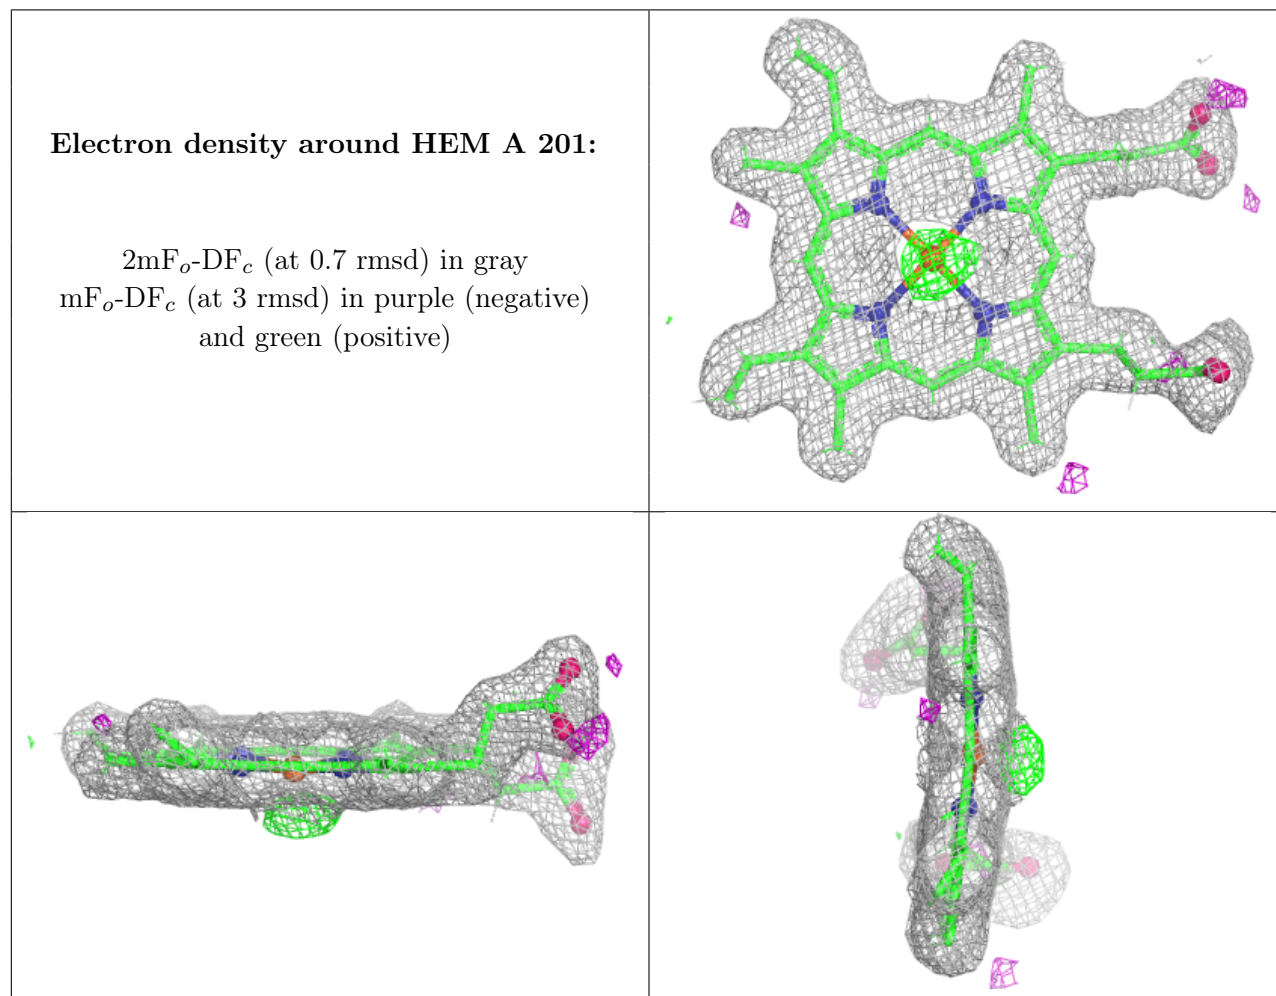 Electron density around HEM A 201:
2mFₒ-DF𝒸 (at 0.7 rmsd) in gray
mFₒ-DF𝒸 (at 3 rmsd) in purple (negative)
and green (positive)